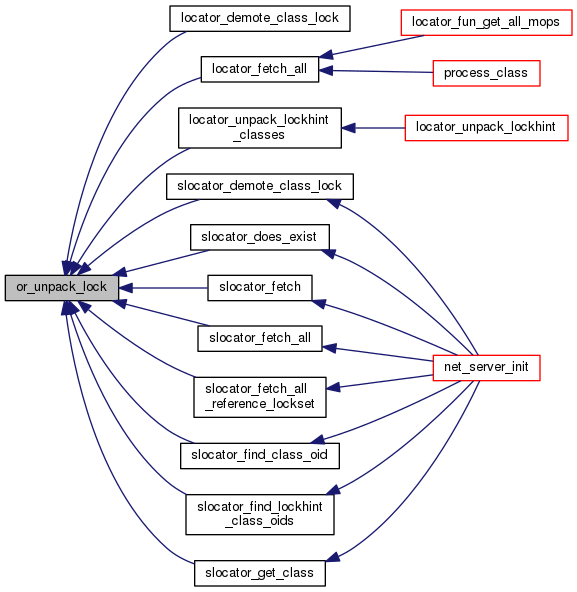 locator_demote_class_lock
locator_fun_get_all_mops
locator_fetch_all
process_class
locator_unpack_lockhint
_classes
locator_unpack_lockhint
slocator_demote_class_lock
slocator_does_exist
or_unpack_lock
slocator_fetch
slocator_fetch_all
net_server_init
slocator_fetch_all
_reference_lockset
slocator_find_class_oid
slocator_find_lockhint
_class_oids
slocator_get_class